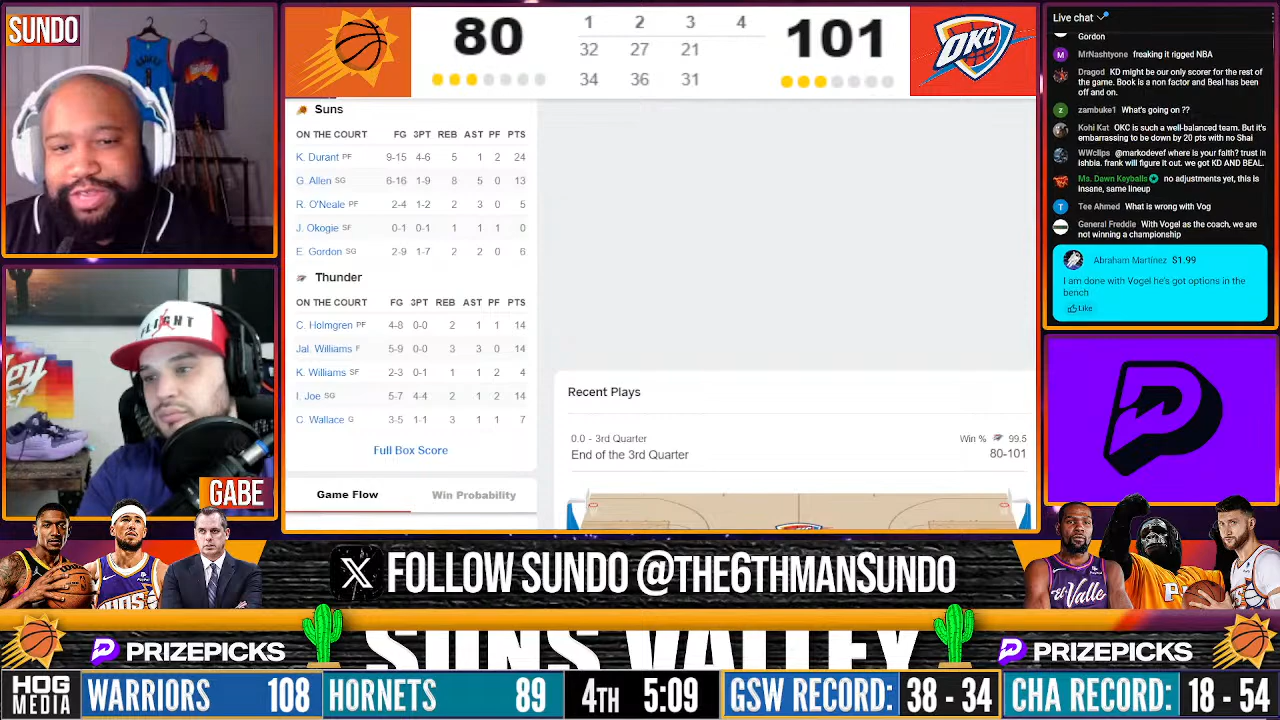 SUNDO
80
1 2 3 4
32 27 21
34 36 31
101
OKC
Suns
ON THE COURT FG 3PT REB AST PF PTS
K. Durant PF 9-15 4-6 5 1 2 24
G. Allen SG 6-16 1-9 8 5 0 13
R. O'Neale PF 2-4 1-2 2 3 0 5
J. Okogie SF 0-1 0-1 1 1 1 0
E. Gordon SG 2-9 1-7 2 2 0 6
Thunder
ON THE COURT FG 3PT REB AST PF PTS
C. Holmgren PF 4-8 0-0 2 1 1 14
Jal. Williams F 5-9 0-0 3 3 0 14
K. Williams SF 2-3 0-1 1 1 2 4
I. Joe SG 5-7 4-4 2 1 2 14
C. Wallace G 3-5 1-1 3 1 1 7
Full Box Score
Game Flow Win Probability
Recent Plays
0.0 - 3rd Quarter Win % 99.5
End of the 3rd Quarter 80-101
Live chat
Gordon
M MrNashtyone freaking it rigged NBA
Dragod KD might be our only scorer for the rest of
the game. Book is a non factor and Beal has been
off and on.
z zambuke1 What's going on ??
Kohi Kat OKC is such a well-balanced team. But it's
embarrassing to be down by 20 pts with no Shai
WWclips @markodevef where is your faith? trust in
ishbia. frank will figure it out. we got KD AND BEAL.
Ms. Dawn Keyballs no adjustments yet, this is
insane, same lineup
T Tee Ahmed What is wrong with Vog
General Freddle With Vogel as the coach, we are
not winning a championship
Abraham Martinez $1.99
I am done with Vogel he's got options in the
bench
Like
FLIGHT
GABE
X FOLLOW SUNDO @THE6THMANSUNDO
PRIZEPICKS
SUNS VALLEY
PRIZEPICKS
HOG
MEDIA
WARRIORS 108 HORNETS 89 4TH 5:09 GSW RECORD: 38 - 34 CHA RECORD: 18 - 54